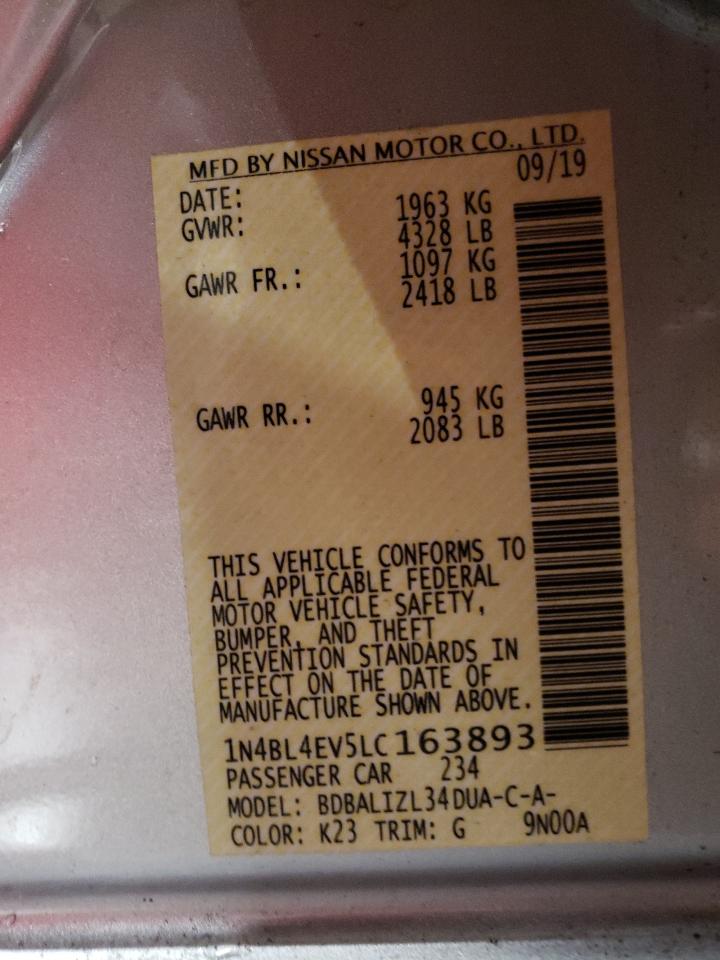 MFD BY NISSAN MOTOR CO., LTD.
DATE: 09/19
GVWR: 1963 KG
4328 LB
GAWR FR.: 1097 KG
2418 LB
GAWR RR.: 945 KG
2083 LB
THIS VEHICLE CONFORMS TO
ALL APPLICABLE FEDERAL
MOTOR VEHICLE SAFETY,
BUMPER, AND THEFT
PREVENTION STANDARDS IN
EFFECT ON THE DATE OF
MANUFACTURE SHOWN ABOVE.
1N4BL4EV5LC163893
PASSENGER CAR 234
MODEL: BDBALIZL34DUA-C-A-
COLOR: K23 TRIM: G 9N00A